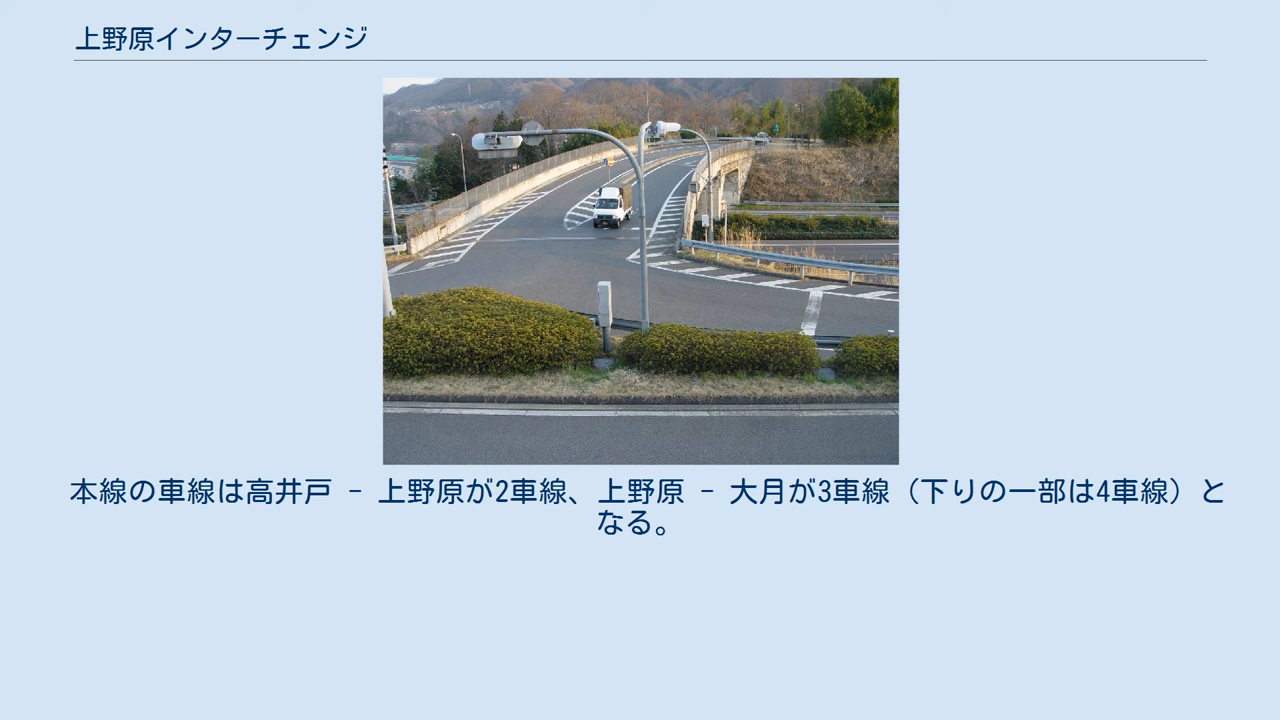 上野原インターチェンジ
本線の車線は高井戸 － 上野原が2車線、上野原 － 大月が3車線（下りの一部は4車線）と
なる。